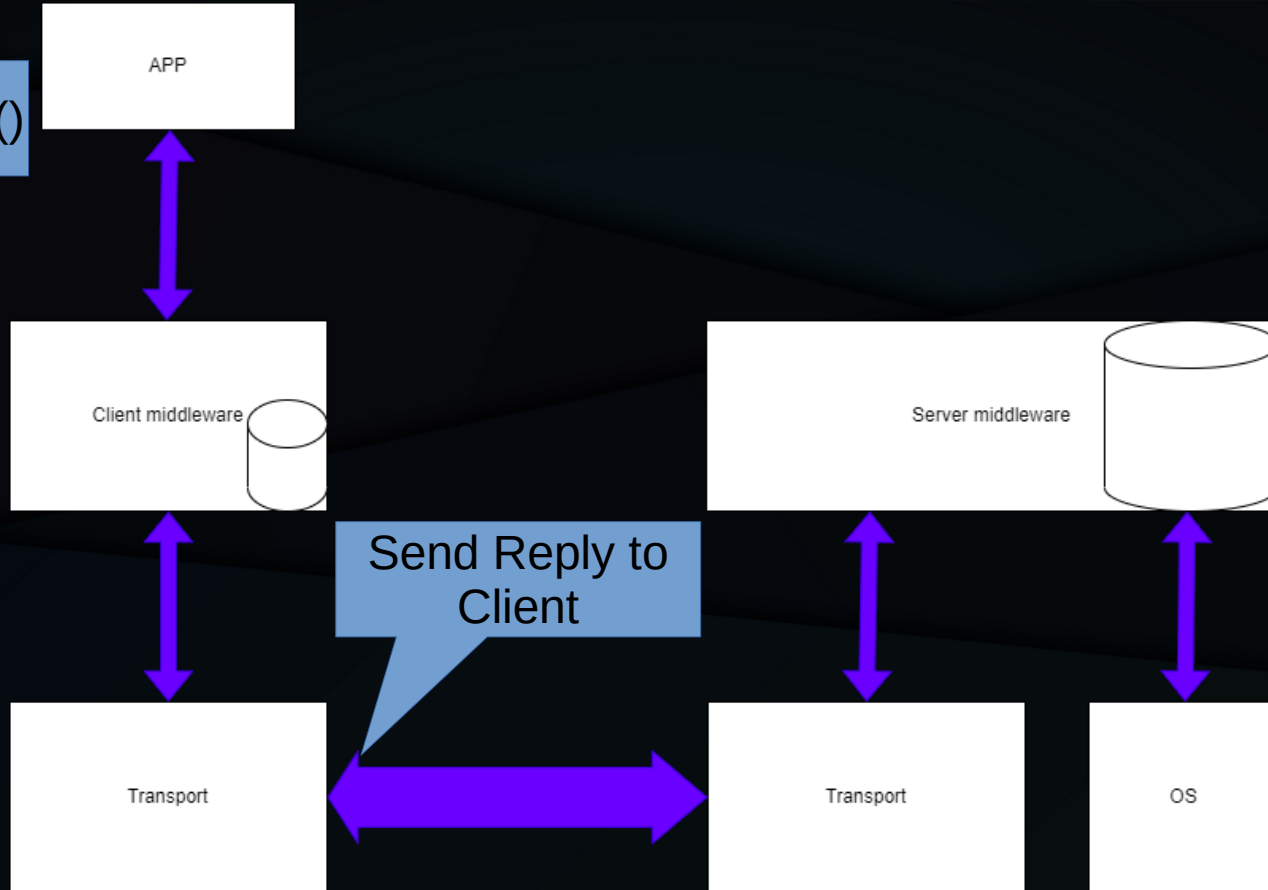 APP
()
Client middleware
Server middleware
Send Reply to
Client
Transport
Transport
OS